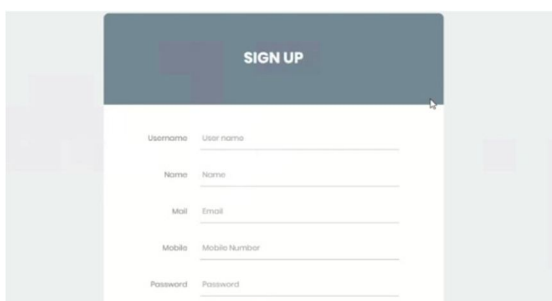 SIGN UP
Username User name
Name Name
Mail Email
Mobile Mobile Number
Password Password